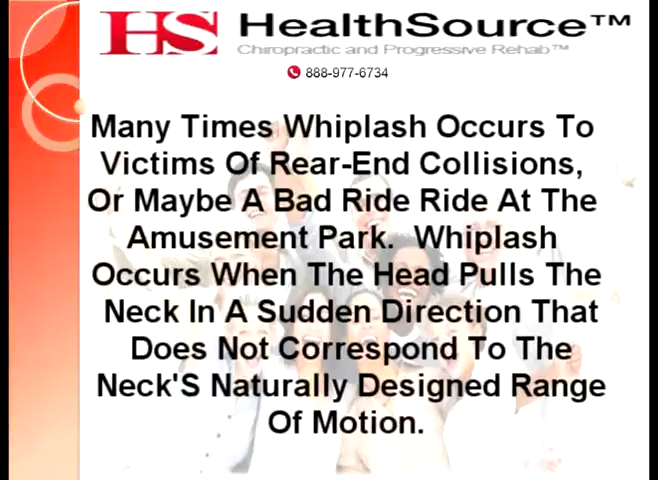 HS HealthSource™
Chiropractic and Progressive Rehab™
888-977-6734
Many Times Whiplash Occurs To
Victims Of Rear-End Collisions,
Or Maybe A Bad Ride Ride At The
Amusement Park. Whiplash
Occurs When The Head Pulls The
Neck In A Sudden Direction That
Does Not Correspond To The
Neck'S Naturally Designed Range
Of Motion.